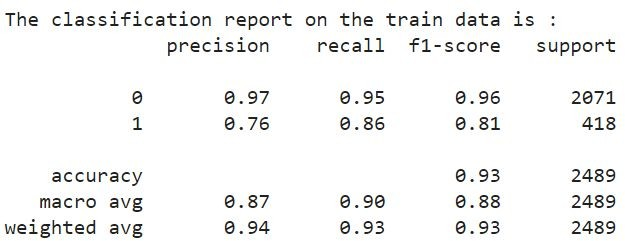 The classification report on the train data is :
precision recall f1-score support
0 0.97 0.95 0.96 2071
1 0.76 0.86 0.81 418
accuracy 0.93 2489
macro avg 0.87 0.90 0.88 2489
weighted avg 0.94 0.93 0.93 2489